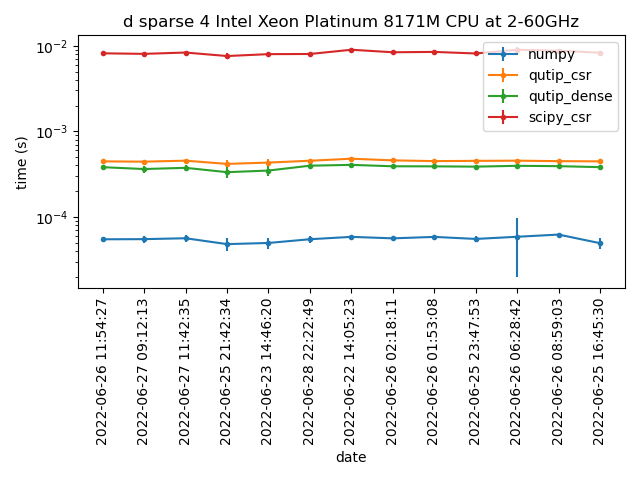 d sparse 4 Intel Xeon Platinum 8171M CPU at 2-60GHz
numpy
qutip_csr
qutip_dense
scipy_csr
time (s)
10⁻²
10⁻³
10⁻⁴
2022-06-26 11:54:27
2022-06-27 09:12:13
2022-06-27 11:42:35
2022-06-25 21:42:34
2022-06-23 14:46:20
2022-06-28 22:22:49
2022-06-22 14:05:23
2022-06-26 02:18:11
2022-06-26 01:53:08
2022-06-25 23:47:53
2022-06-26 06:28:42
2022-06-26 08:59:03
2022-06-25 16:45:30
date